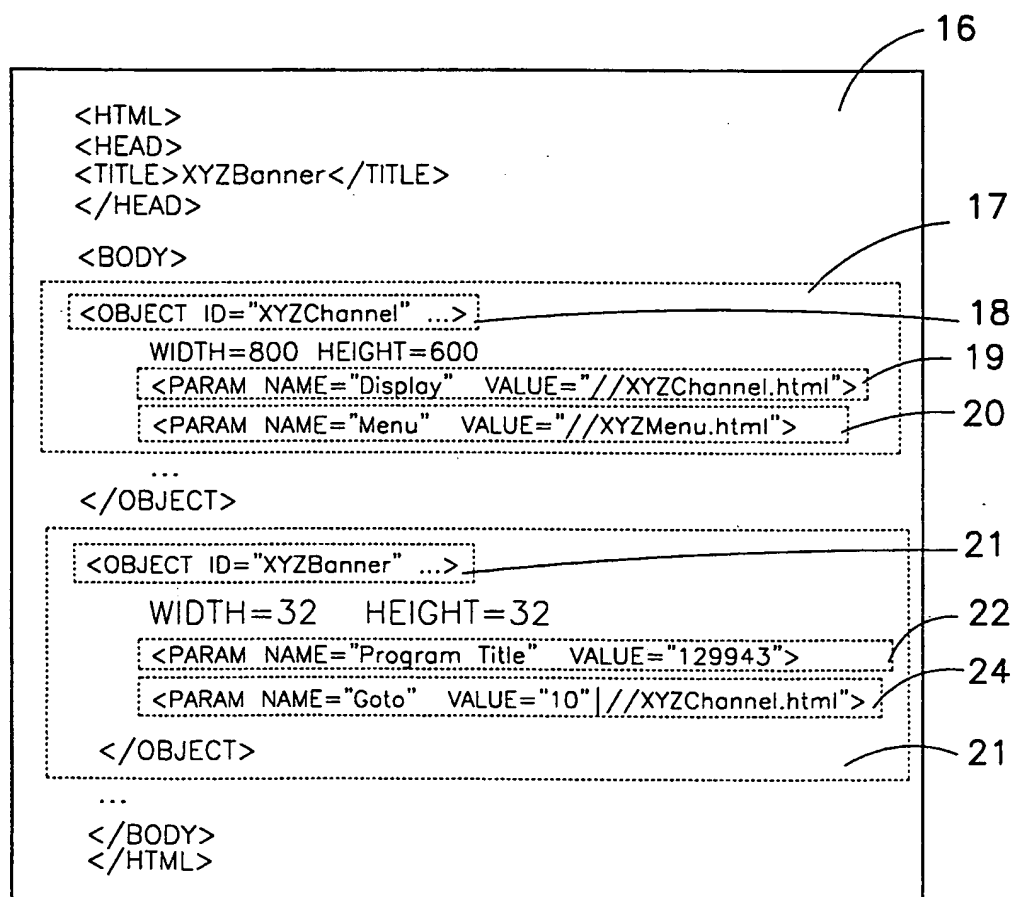 16
<HTML>
<HEAD>
<TITLE>XYZBanner</TITLE>
</HEAD>
17
<BODY>
<OBJECT ID="XYZChannel" ...>
18
WIDTH=800 HEIGHT=600
19
<PARAM NAME="Display" VALUE="//XYZChannel.html">
<PARAM NAME="Menu" VALUE="//XYZMenu.html">
20
...
</OBJECT>
<OBJECT ID="XYZBanner" ...>
21
WIDTH=32 HEIGHT=32
22
<PARAM NAME="Program Title" VALUE="129943">
24
<PARAM NAME="Goto" VALUE="10"|//XYZChannel.html">
</OBJECT>
21
...
</BODY>
</HTML>